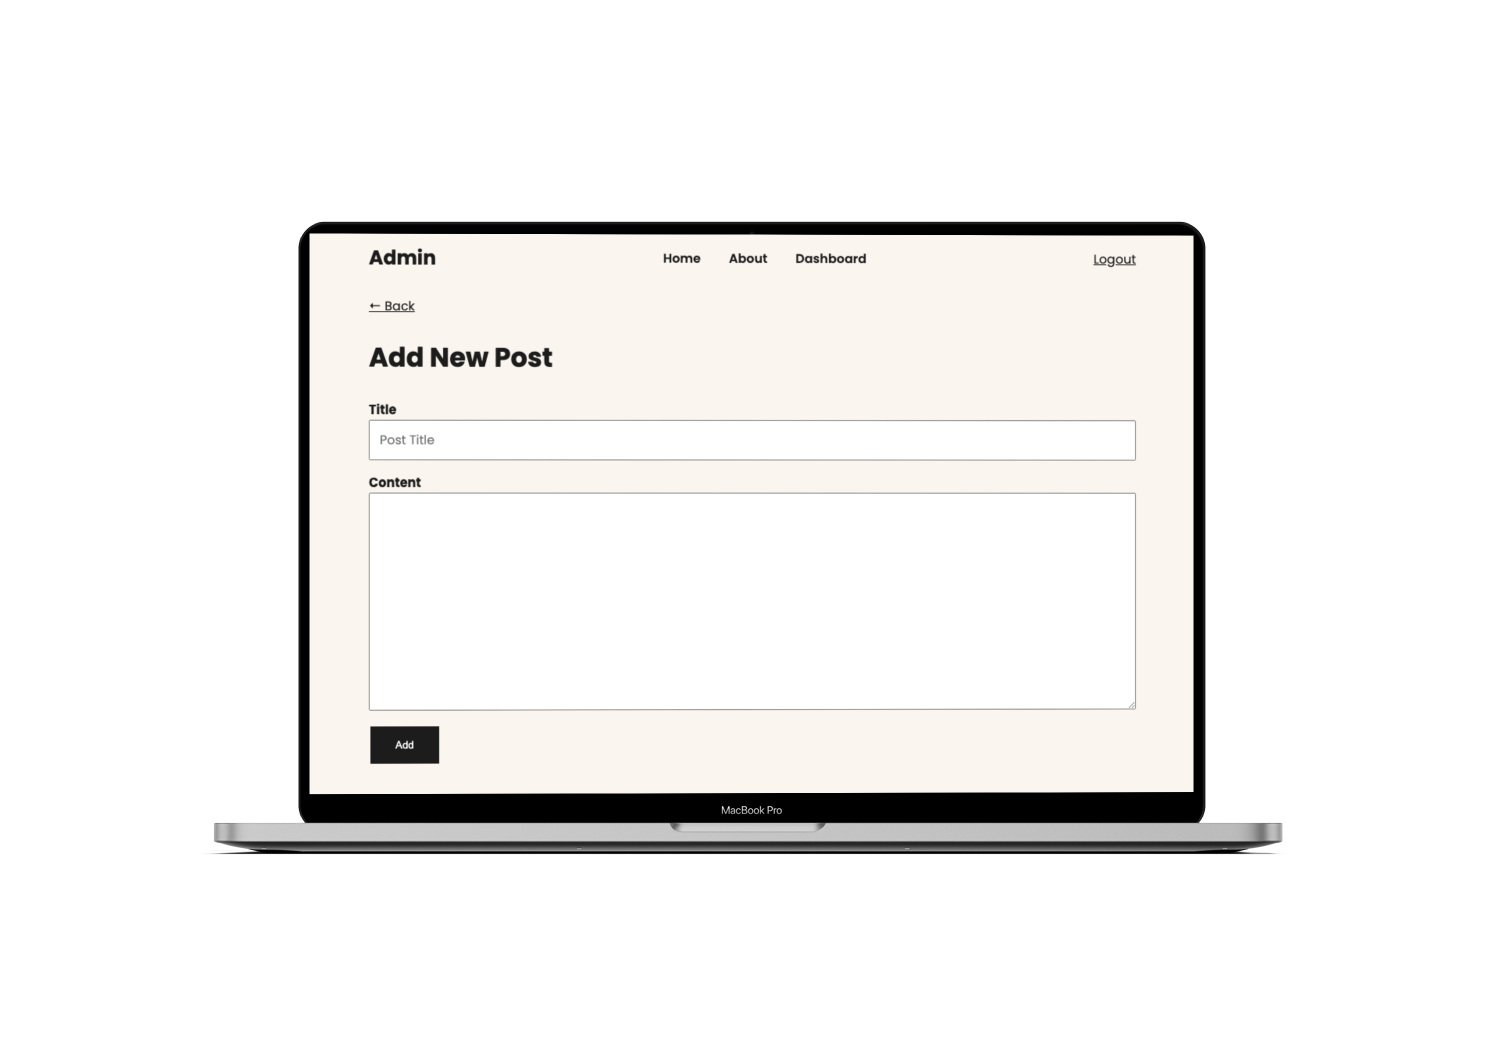 Admin Home About Dashboard Logout
← Back
Add New Post
Title
Post Title
Content
Add
MacBook Pro